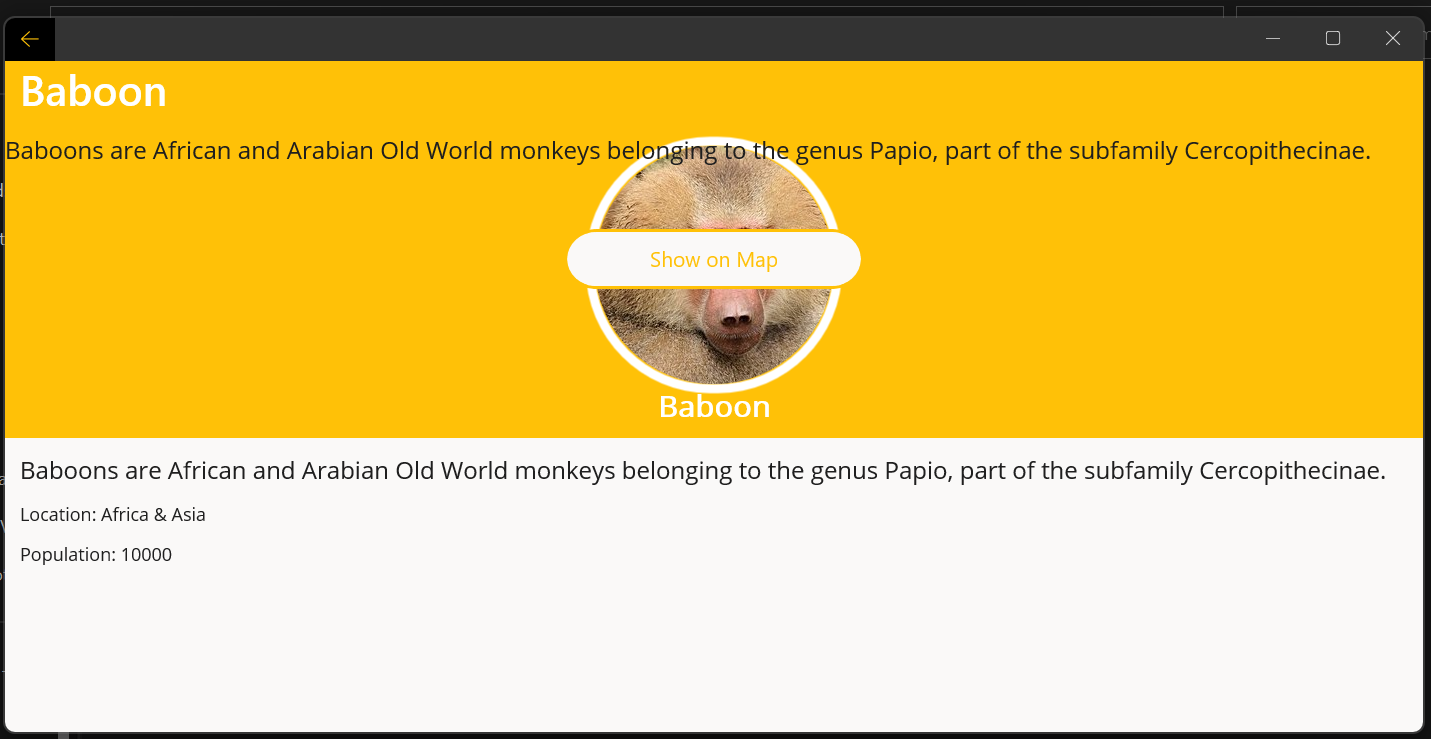 Baboon
Baboons are African and Arabian Old World monkeys belonging to the genus Papio, part of the subfamily Cercopithecinae.
Show on Map
Baboon
Baboons are African and Arabian Old World monkeys belonging to the genus Papio, part of the subfamily Cercopithecinae.
Location: Africa & Asia
Population: 10000